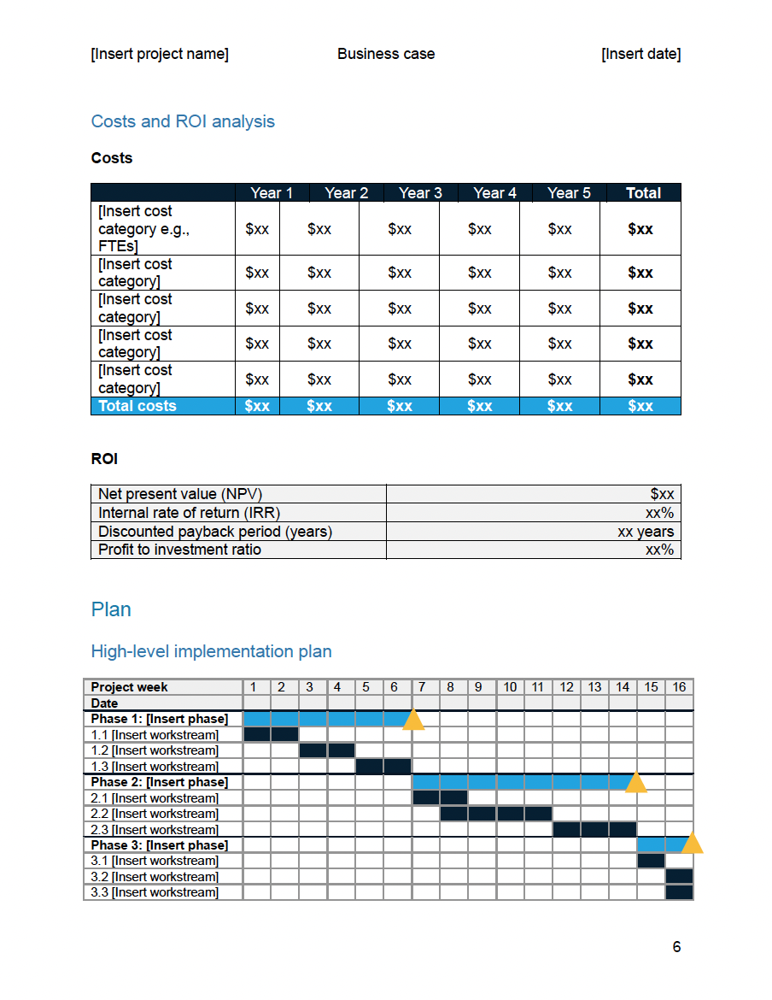 [Insert project name] Business case [Insert date]
Costs and ROI analysis
Costs
Year 1 Year 2 Year 3 Year 4 Year 5 Total
[Insert cost
category e.g.,
FTEs]
$xx $xx $xx $xx $xx $xx
[Insert cost
category]
$xx $xx $xx $xx $xx $xx
[Insert cost
category]
$xx $xx $xx $xx $xx $xx
[Insert cost
category]
$xx $xx $xx $xx $xx $xx
[Insert cost
category]
$xx $xx $xx $xx $xx $xx
Total costs $xx $xx $xx $xx $xx $xx
ROI
Net present value (NPV) $xx
Internal rate of return (IRR) xx%
Discounted payback period (years) xx years
Profit to investment ratio xx%
Plan
High-level implementation plan
Project week 1 2 3 4 5 6 7 8 9 10 11 12 13 14 15 16
Date
Phase 1: [Insert phase]
1.1 [Insert workstream]
1.2 [Insert workstream]
1.3 [Insert workstream]
Phase 2: [Insert phase]
2.1 [Insert workstream]
2.2 [Insert workstream]
2.3 [Insert workstream]
Phase 3: [Insert phase]
3.1 [Insert workstream]
3.2 [Insert workstream]
3.3 [Insert workstream]
6